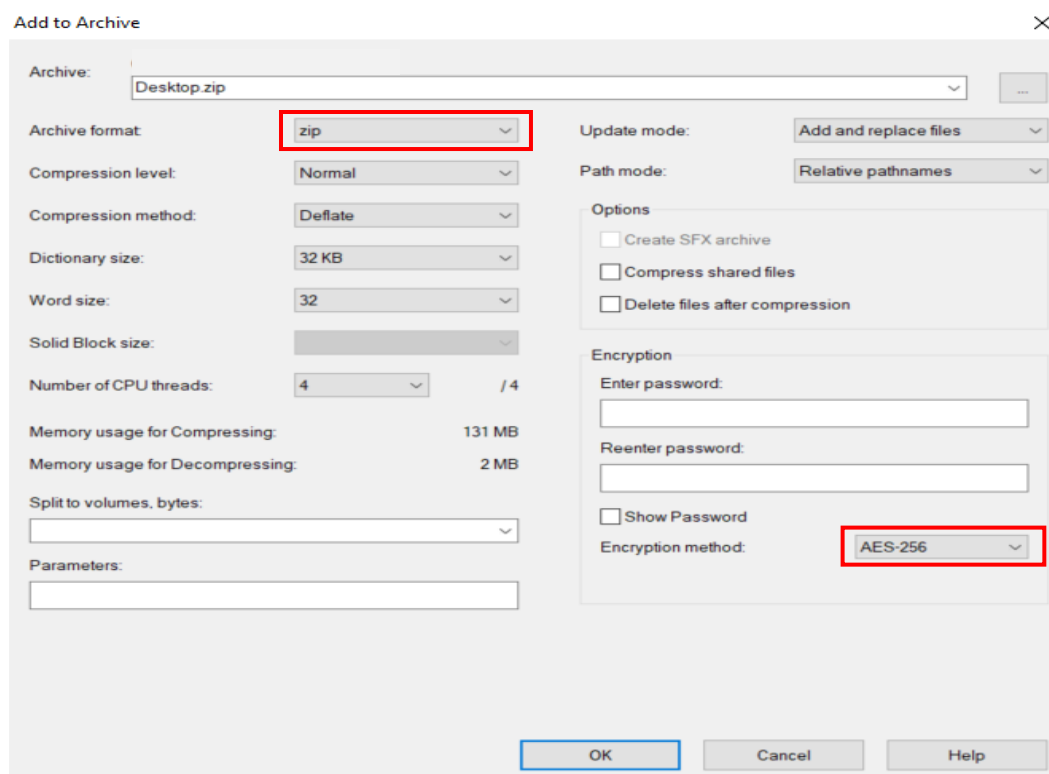 Add to Archive
Archive:
Desktop.zip
...
Archive format:
zip
Update mode:
Add and replace files
Compression level:
Normal
Path mode:
Relative pathnames
Compression method:
Deflate
Options
Create SFX archive
Dictionary size:
32 KB
Compress shared files
Word size:
32
Delete files after compression
Solid Block size:
Encryption
Number of CPU threads:
4
/ 4
Enter password:
Memory usage for Compressing:
131 MB
Reenter password:
Memory usage for Decompressing:
2 MB
Split to volumes, bytes:
Show Password
Encryption method:
AES-256
Parameters:
OK
Cancel
Help